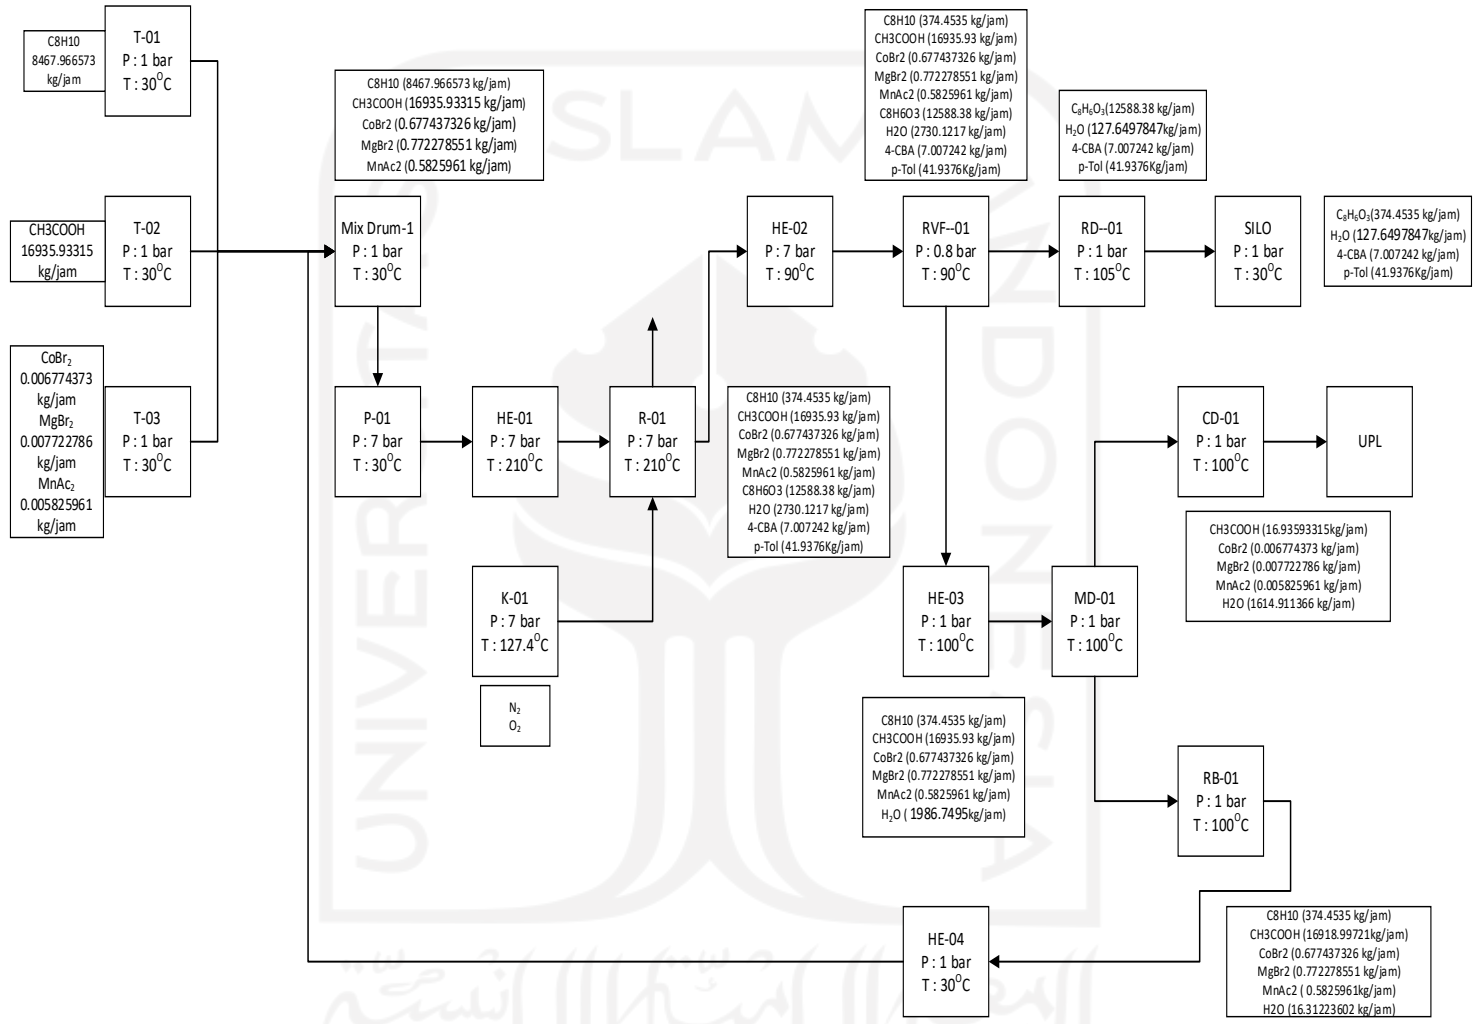 C8H10
8467.966573
kg/jam
T-01
P : 1 bar
T : 30⁰C
CH3COOH
16935.93315
kg/jam
T-02
P : 1 bar
T : 30⁰C
CoBr₂
0.006774373
kg/jam
MgBr₂
0.007722786
kg/jam
MnAc₂
0.005825961
kg/jam
T-03
P : 1 bar
T : 30⁰C
C8H10 (8467.966573 kg/jam)
CH3COOH (16935.93315 kg/jam)
CoBr2 (0.677437326 kg/jam)
MgBr2 (0.772278551 kg/jam)
MnAc2 (0.5825961 kg/jam)
Mix Drum-1
P : 1 bar
T : 30⁰C
P-01
P : 7 bar
T : 30⁰C
HE-01
P : 7 bar
T : 210⁰C
R-01
P : 7 bar
T : 210⁰C
K-01
P : 7 bar
T : 127.4⁰C
N₂
O₂
HE-02
P : 7 bar
T : 90⁰C
C8H10 (374.4535 kg/jam)
CH3COOH (16935.93 kg/jam)
CoBr2 (0.677437326 kg/jam)
MgBr2 (0.772278551 kg/jam)
MnAc2 (0.5825961 kg/jam)
C8H6O3 (12588.38 kg/jam)
H2O (2730.1217 kg/jam)
4-CBA (7.007242 kg/jam)
p-Tol (41.9376Kg/jam)
C8H10 (374.4535 kg/jam)
CH3COOH (16935.93 kg/jam)
CoBr2 (0.677437326 kg/jam)
MgBr2 (0.772278551 kg/jam)
MnAc2 (0.5825961 kg/jam)
C8H6O3 (12588.38 kg/jam)
H2O (2730.1217 kg/jam)
4-CBA (7.007242 kg/jam)
p-Tol (41.9376Kg/jam)
RVF--01
P : 0.8 bar
T : 90⁰C
C₈H₆O₃(12588.38 kg/jam)
H₂O (127.6497847kg/jam)
4-CBA (7.007242 kg/jam)
p-Tol (41.9376Kg/jam)
RD--01
P : 1 bar
T : 105⁰C
SILO
P : 1 bar
T : 30⁰C
C₈H₆O₃(374.4535 kg/jam)
H₂O (127.6497847kg/jam)
4-CBA (7.007242 kg/jam)
p-Tol (41.9376Kg/jam)
CD-01
P : 1 bar
T : 100⁰C
UPL
CH3COOH (16.93593315kg/jam)
CoBr2 (0.006774373 kg/jam)
MgBr2 (0.007722786 kg/jam)
MnAc2 (0.005825961 kg/jam)
H2O (1614.911366 kg/jam)
HE-03
P : 1 bar
T : 100⁰C
MD-01
P : 1 bar
T : 100⁰C
C8H10 (374.4535 kg/jam)
CH3COOH (16935.93 kg/jam)
CoBr2 (0.677437326 kg/jam)
MgBr2 (0.772278551 kg/jam)
MnAc2 (0.5825961 kg/jam)
H₂O ( 1986.7495kg/jam)
RB-01
P : 1 bar
T : 100⁰C
HE-04
P : 1 bar
T : 30⁰C
C8H10 (374.4535 kg/jam)
CH3COOH (16918.99721kg/jam)
CoBr2 (0.677437326 kg/jam)
MgBr2 (0.772278551 kg/jam)
MnAc2 ( 0.5825961kg/jam)
H2O (16.31223602 kg/jam)